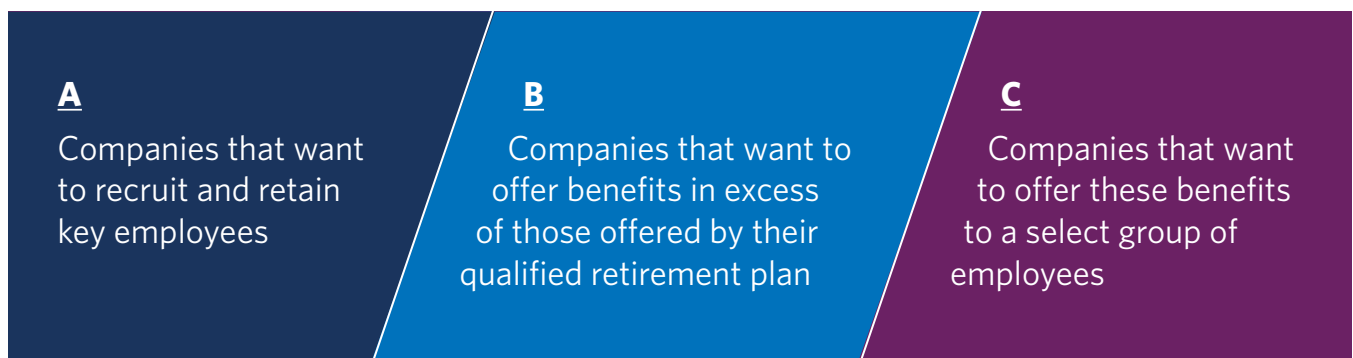 A
Companies that want
to recruit and retain
key employees
B
Companies that want to
offer benefits in excess
of those offered by their
qualified retirement plan
C
Companies that want
to offer these benefits
to a select group of
employees